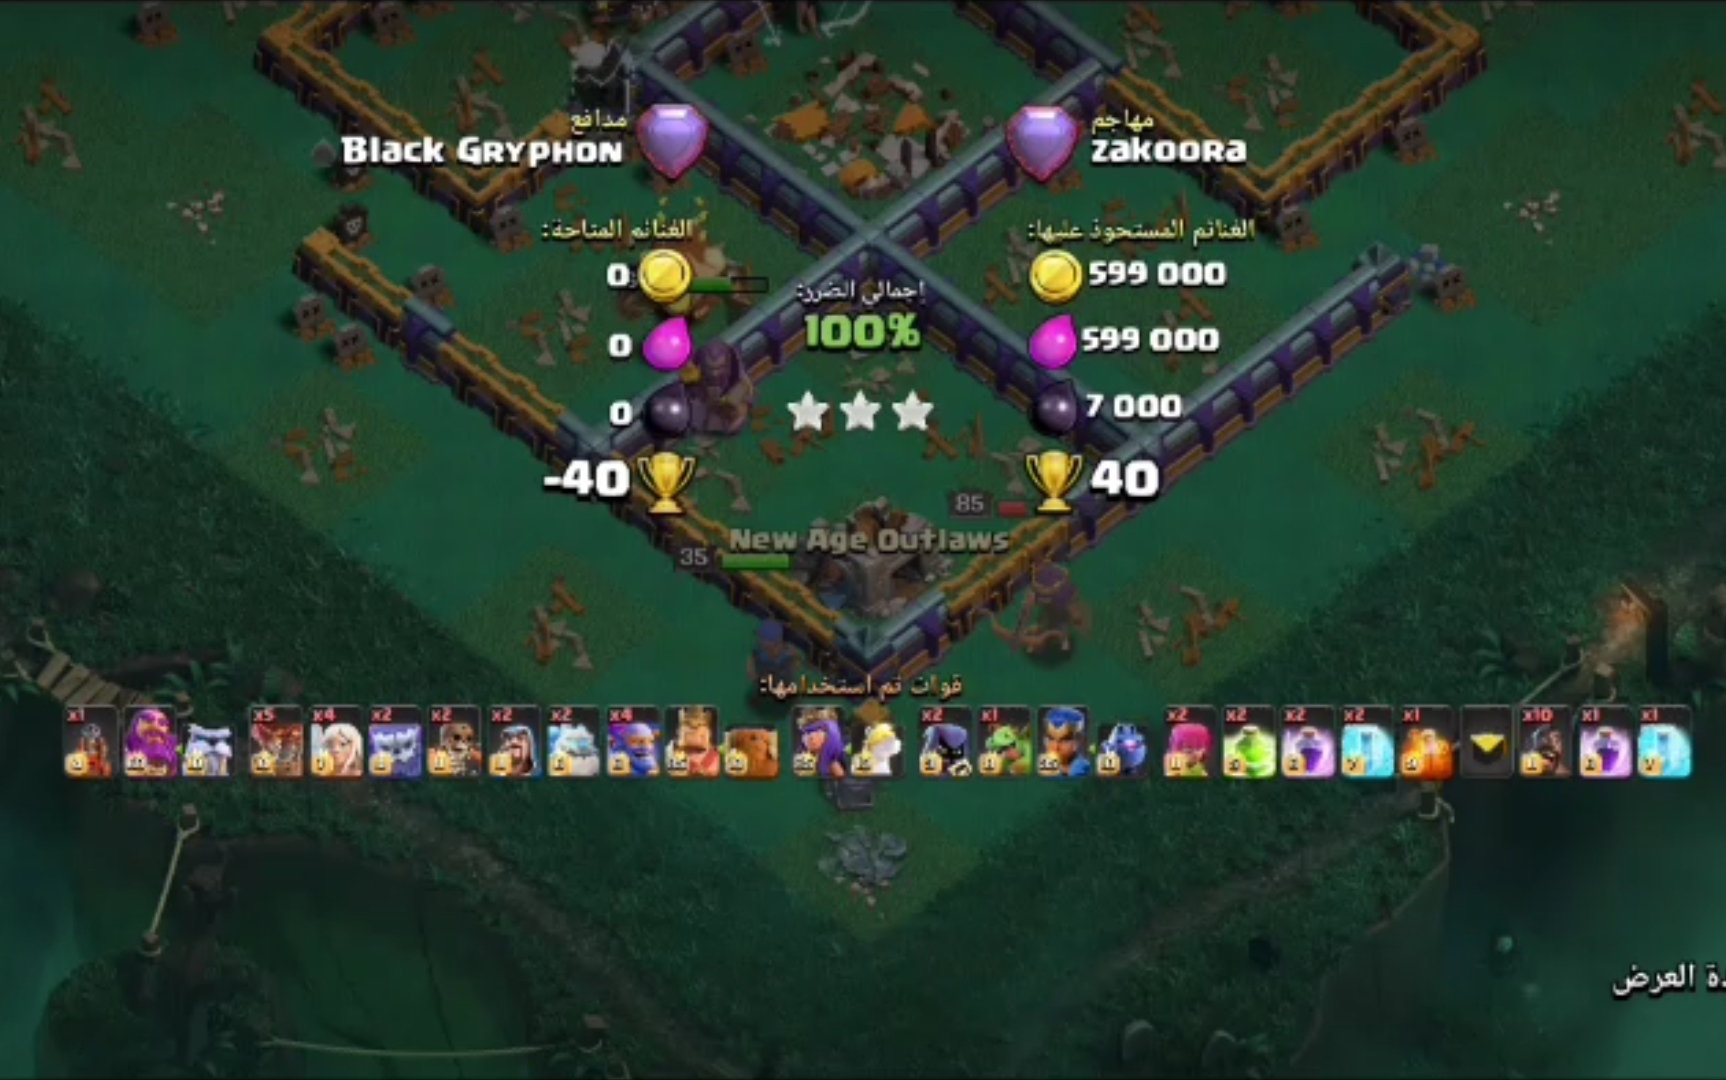 مدافع
Black GRYPHON
مهاجم
zakoora
الغنائم المتاحة:
0
0
0
-40
إجمالي الضرر:
100%
الغنائم المستحوذ عليها:
599 000
599 000
7 000
40
85
New Age Outlaws
35
قوات تم استخدامها:
x1 x5 x4 x2 x2 x2 x2 x4 x2 x1 x2 x2 x2 x2 x1 x10 x1 x1
العرض